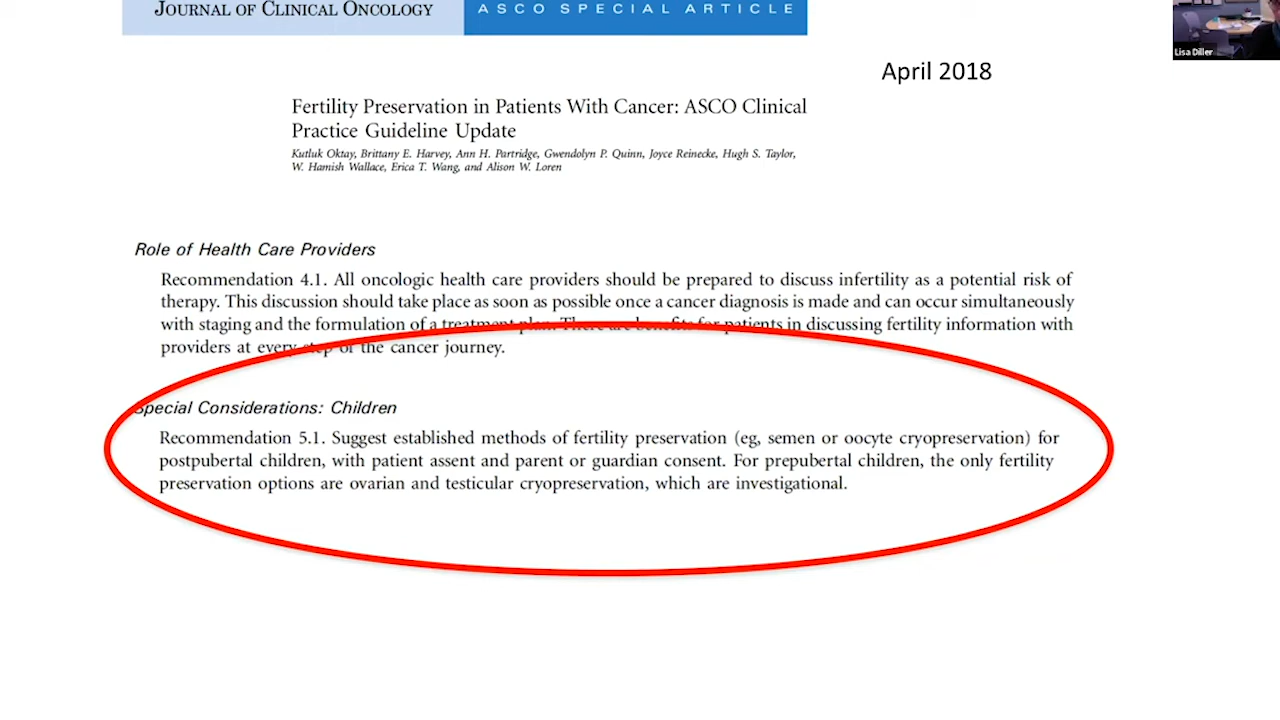 JOURNAL OF CLINICAL ONCOLOGY
ASCO SPECIAL ARTICLE
Lisa Diller
April 2018
Fertility Preservation in Patients With Cancer: ASCO Clinical
Practice Guideline Update
Kutluk Oktay, Brittany E. Harvey, Ann H. Partridge, Gwendolyn P. Quinn, Joyce Reinecke, Hugh S. Taylor,
W. Hamish Wallace, Erica T. Wang, and Alison W. Loren
Role of Health Care Providers
Recommendation 4.1. All oncologic health care providers should be prepared to discuss infertility as a potential risk of
therapy. This discussion should take place as soon as possible once a cancer diagnosis is made and can occur simultaneously
with staging and the formulation of a treatment plan. There are benefits for patients in discussing fertility information with
providers at every step of the cancer journey.
Special Considerations: Children
Recommendation 5.1. Suggest established methods of fertility preservation (eg, semen or oocyte cryopreservation) for
postpubertal children, with patient assent and parent or guardian consent. For prepubertal children, the only fertility
preservation options are ovarian and testicular cryopreservation, which are investigational.